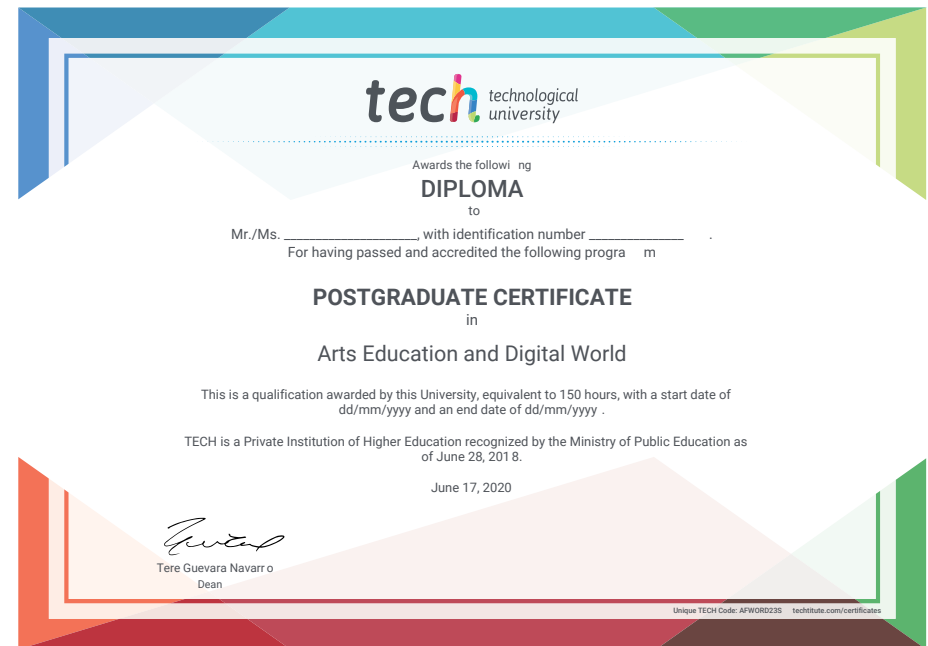 tech technological
university
Awards the followi ng
DIPLOMA
to
Mr./Ms. ____________________, with identification number ______________ .
For having passed and accredited the following progra m
POSTGRADUATE CERTIFICATE
in
Arts Education and Digital World
This is a qualification awarded by this University, equivalent to 150 hours, with a start date of
dd/mm/yyyy and an end date of dd/mm/yyyy .
TECH is a Private Institution of Higher Education recognized by the Ministry of Public Education as
of June 28, 2018.
June 17, 2020
Tere Guevara Navarro
Dean
Unique TECH Code: AFWORD23S techtitute.com/certificates